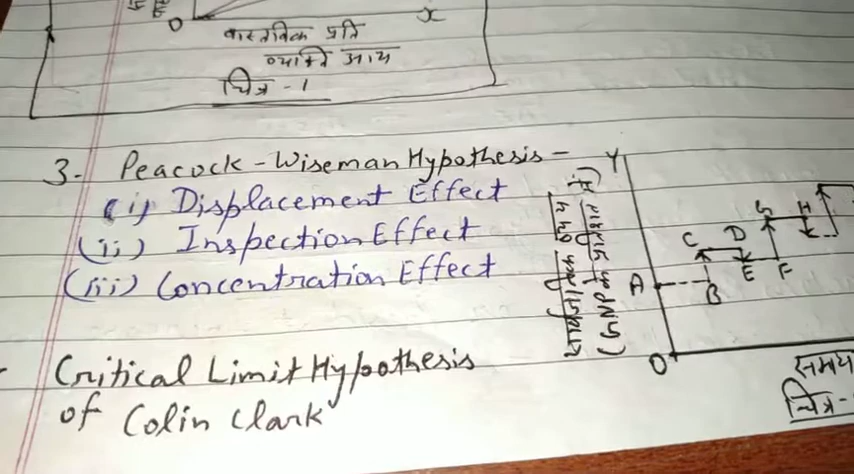 O
x
वास्तविक प्रति
व्यक्ति आय
चित्र-1
3- Peacock-Wiseman Hypothesis-
(i) Displacement Effect
(ii) Inspection Effect
(iii) Concentration Effect
Critical Limit Hypothesis
of Colin Clark
Y
G H
C D
E F
A B
O
समय
चित्र-